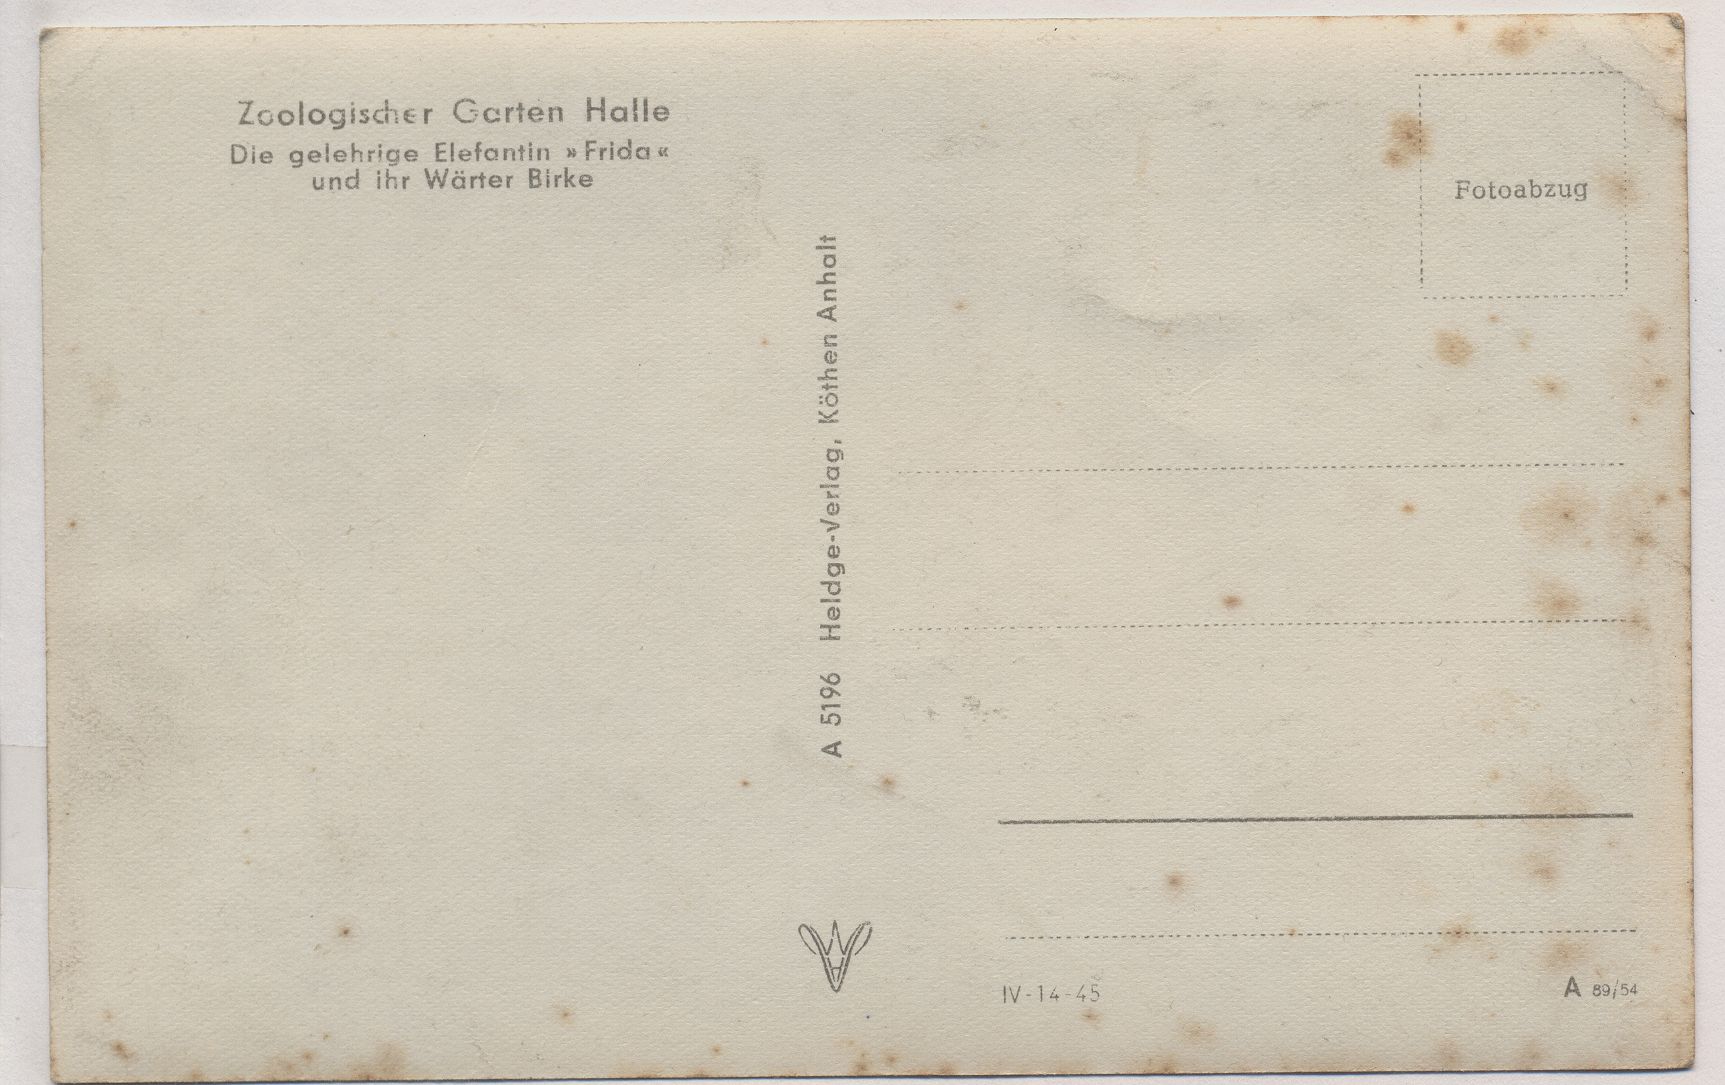 Zoologischer Garten Halle
Die gelehrige Elefantin »Frida«
und ihr Wärter Birke
Fotoabzug
A 5196 Heldge-Verlag, Köthen Anhalt
IV-14-45
A 89/54